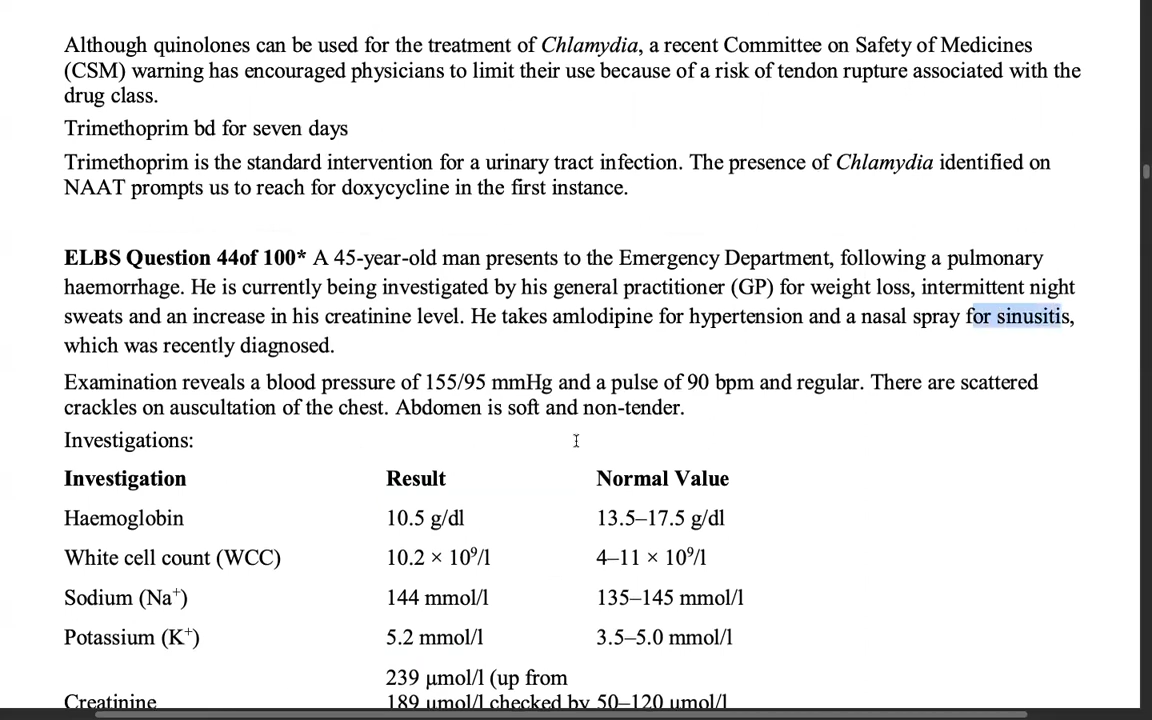 Although quinolones can be used for the treatment of Chlamydia, a recent Committee on Safety of Medicines
(CSM) warning has encouraged physicians to limit their use because of a risk of tendon rupture associated with the
drug class.
Trimethoprim bd for seven days
Trimethoprim is the standard intervention for a urinary tract infection. The presence of Chlamydia identified on
NAAT prompts us to reach for doxycycline in the first instance.
ELBS Question 44of 100* A 45-year-old man presents to the Emergency Department, following a pulmonary
haemorrhage. He is currently being investigated by his general practitioner (GP) for weight loss, intermittent night
sweats and an increase in his creatinine level. He takes amlodipine for hypertension and a nasal spray for sinusitis,
which was recently diagnosed.
Examination reveals a blood pressure of 155/95 mmHg and a pulse of 90 bpm and regular. There are scattered
crackles on auscultation of the chest. Abdomen is soft and non-tender.
Investigations:
Investigation Result Normal Value
Haemoglobin 10.5 g/dl 13.5–17.5 g/dl
White cell count (WCC) 10.2 × 10⁹/l 4–11 × 10⁹/l
Sodium (Na⁺) 144 mmol/l 135–145 mmol/l
Potassium (K⁺) 5.2 mmol/l 3.5–5.0 mmol/l
239 µmol/l (up from
Creatinine 189 µmol/l checked by 50–120 µmol/l